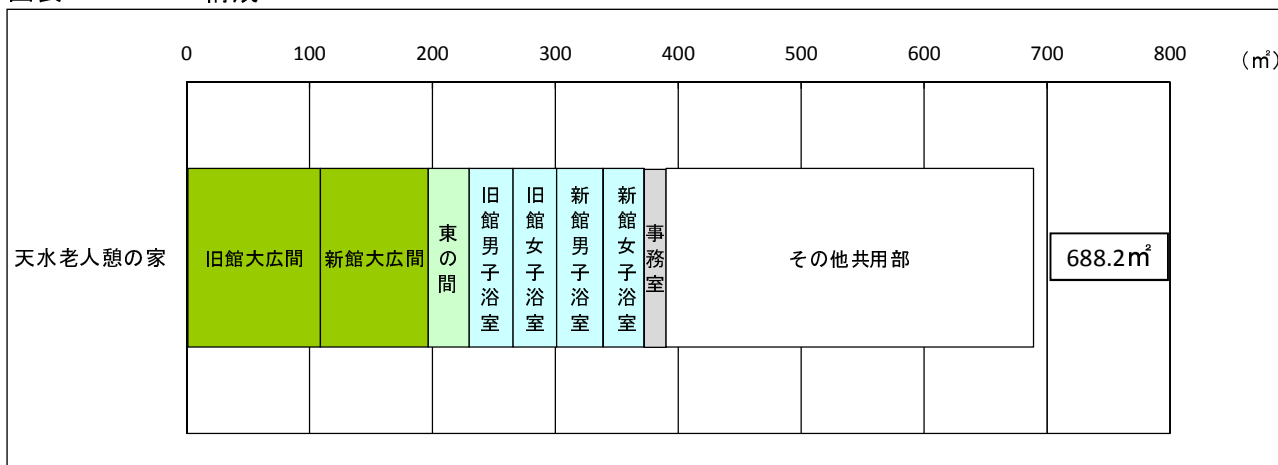 構成
0 100 200 300 400 500 600 700 800 (㎡)
天水老人憩の家
旧館大広間
新館大広間
東の間
旧館男子浴室
旧館女子浴室
新館男子浴室
新館女子浴室
事務室
その他共用部
688.2㎡